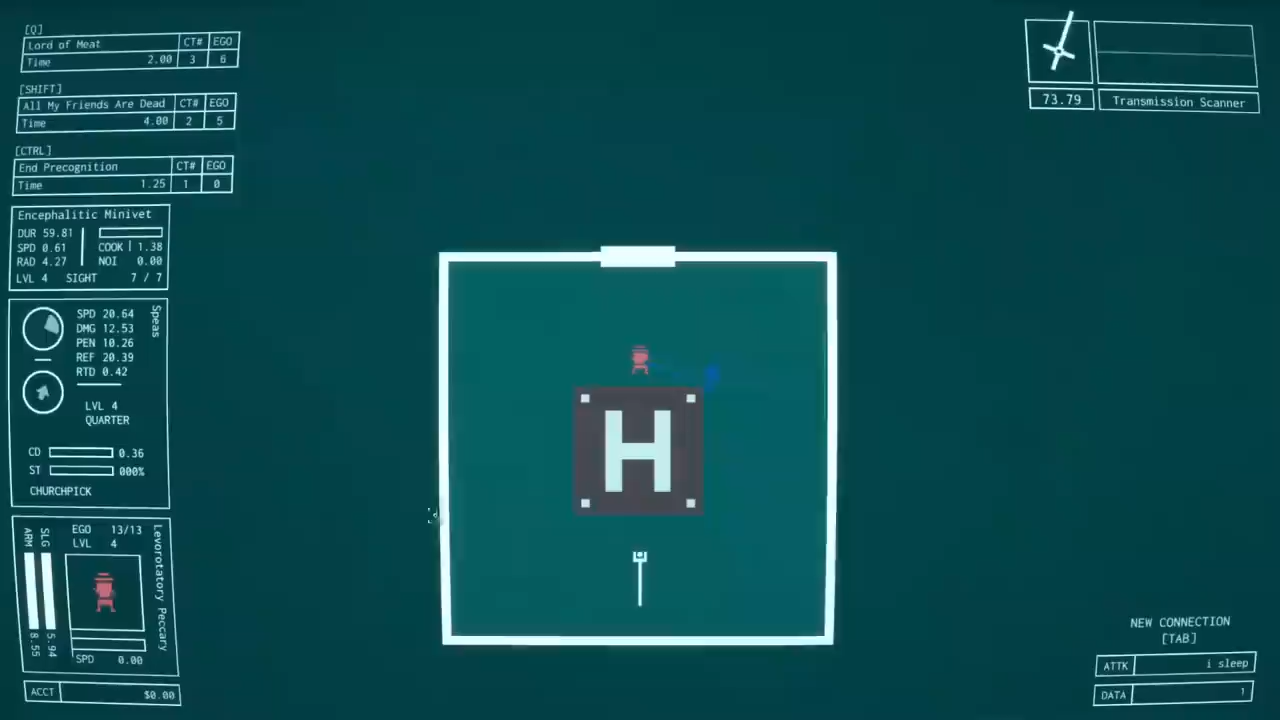 [Q]
Lord of Meat CT# EGO
Time 2.00 3 6
[SHIFT]
All My Friends Are Dead CT# EGO
Time 4.00 2 5
[CTRL]
End Precognition CT# EGO
Time 1.25 1 0
Encephalitic Minivet
DUR 59.81
SPD 0.61 COOK | 1.38
RAD 4.27 NOI 0.00
LVL 4 SIGHT 7 / 7
Speas
SPD 20.64
DMG 12.53
PEN 10.26
REF 20.39
RTD 0.42
LVL 4
QUARTER
CD 0.36
ST 000%
CHURCHPICK
ARM SLG
EGO 13/13
LVL 4
Levorotatory Peccary
8.55 5.94
SPD 0.00
ACCT $0.00
H
73.79 Transmission Scanner
NEW CONNECTION
[TAB]
ATTK i sleep
DATA 1